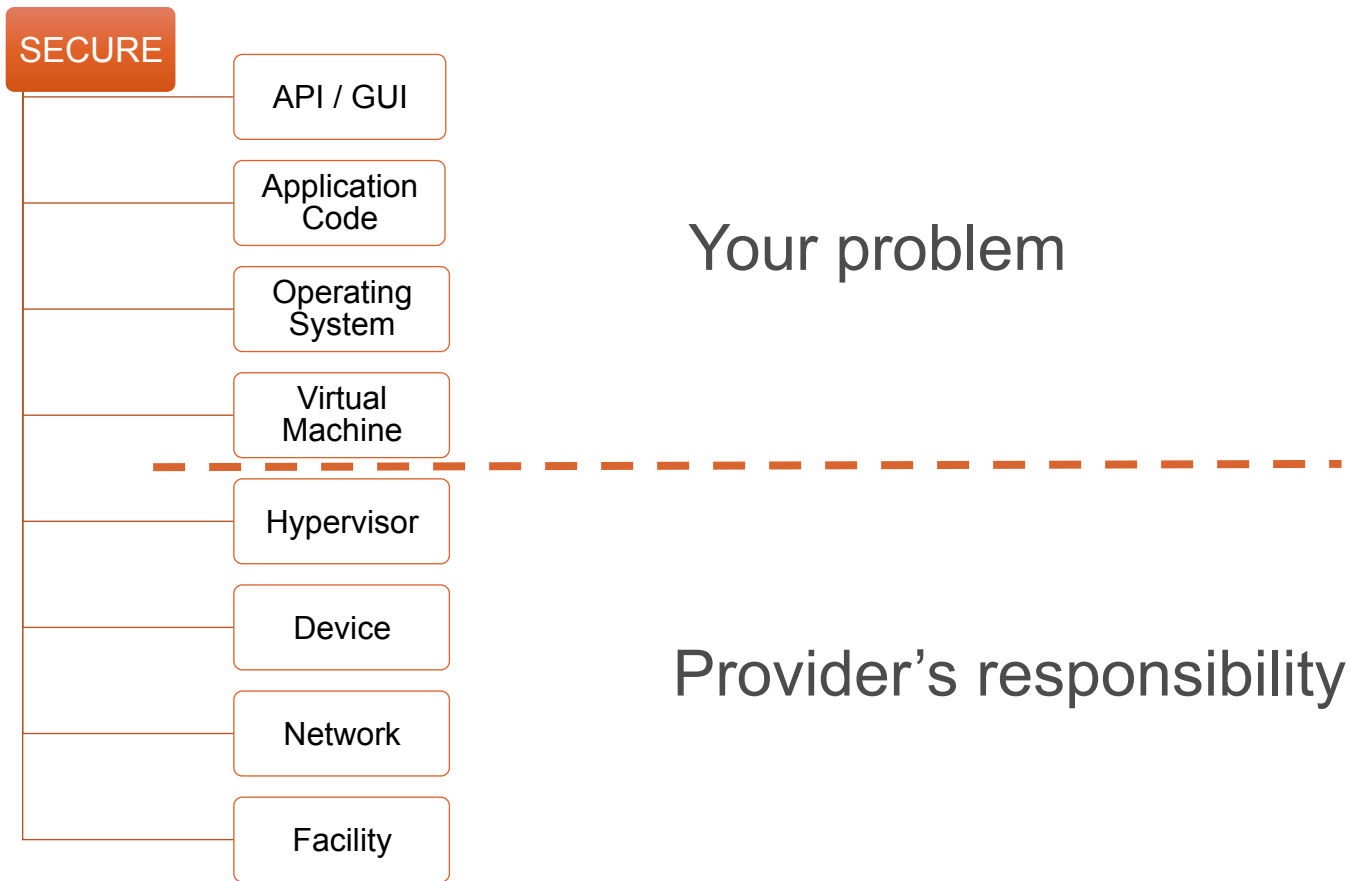 SECURE
API / GUI
Application
Code
Operating
System
Virtual
Machine
Your problem
Hypervisor
Device
Network
Facility
Provider’s responsibility